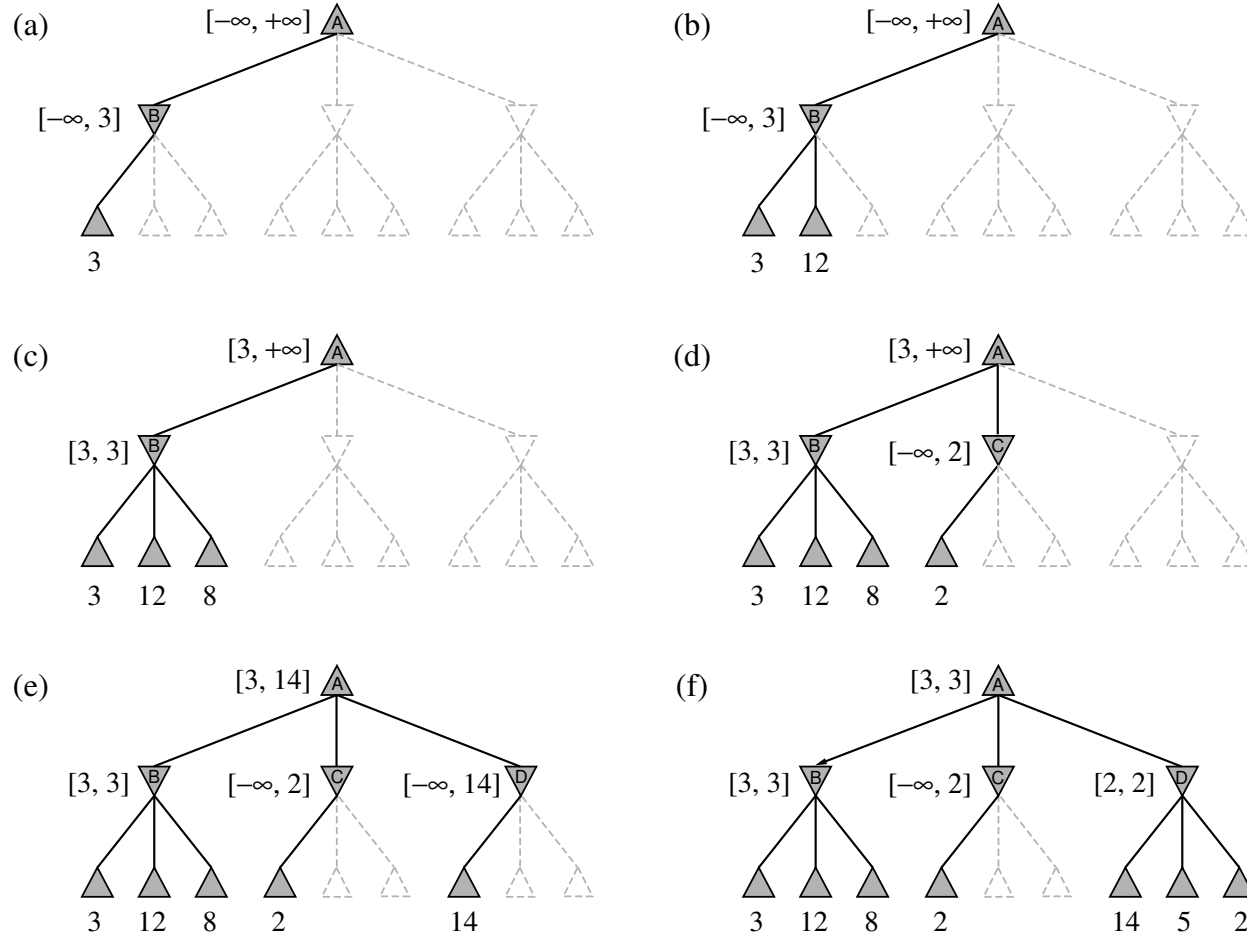 (a) [−∞, +∞] A (b) [−∞, +∞] A
[−∞, 3] B [−∞, 3] B
3 3 12
(c) [3, +∞] A (d) [3, +∞] A
[3, 3] B [3, 3] B [−∞, 2] C
3 12 8 3 12 8 2
(e) [3, 14] A (f) [3, 3] A
[3, 3] B [−∞, 2] C [−∞, 14] D [3, 3] B [−∞, 2] C [2, 2] D
3 12 8 2 14 3 12 8 2 14 5 2